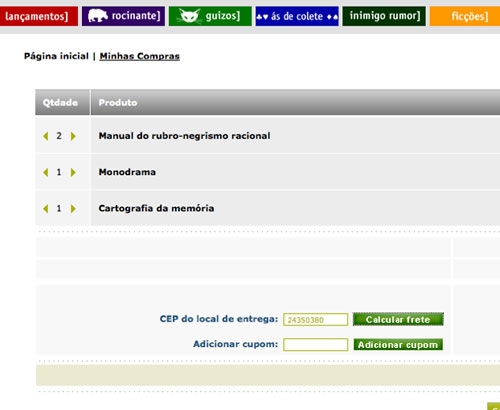 lançamentos] rocinante] guizos] ás de colete inimigo rumor] ficções]
Página inicial | Minhas Compras
Qtdade Produto
2 Manual do rubro-negrismo racional
1 Monodrama
1 Cartografia da memória
CEP do local de entrega: 24350380 Calcular frete
Adicionar cupom: Adicionar cupom